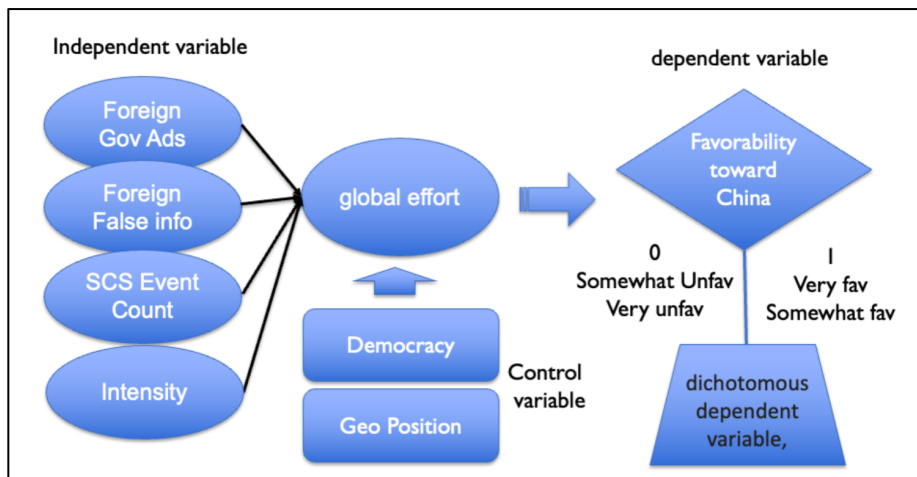 Independent variable
Foreign
Gov Ads
Foreign
False info
SCS Event
Count
Intensity
global effort
Democracy
Geo Position
Control
variable
dependent variable
Favorability
toward
China
0
Somewhat Unfav
Very unfav
1
Very fav
Somewhat fav
dichotomous
dependent
variable,